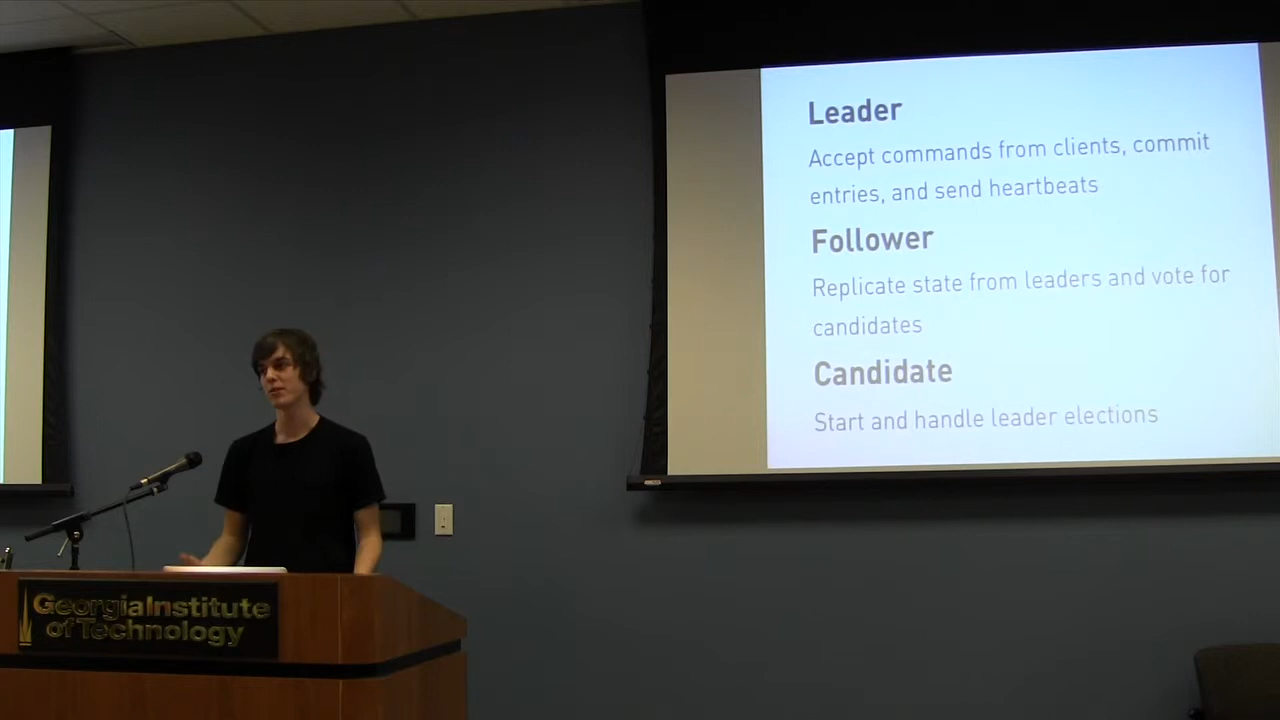 Leader
Accept commands from clients, commit
entries, and send heartbeats
Follower
Replicate state from leaders and vote for
candidates
Candidate
Start and handle leader elections
GeorgiaInstitute
of Technology